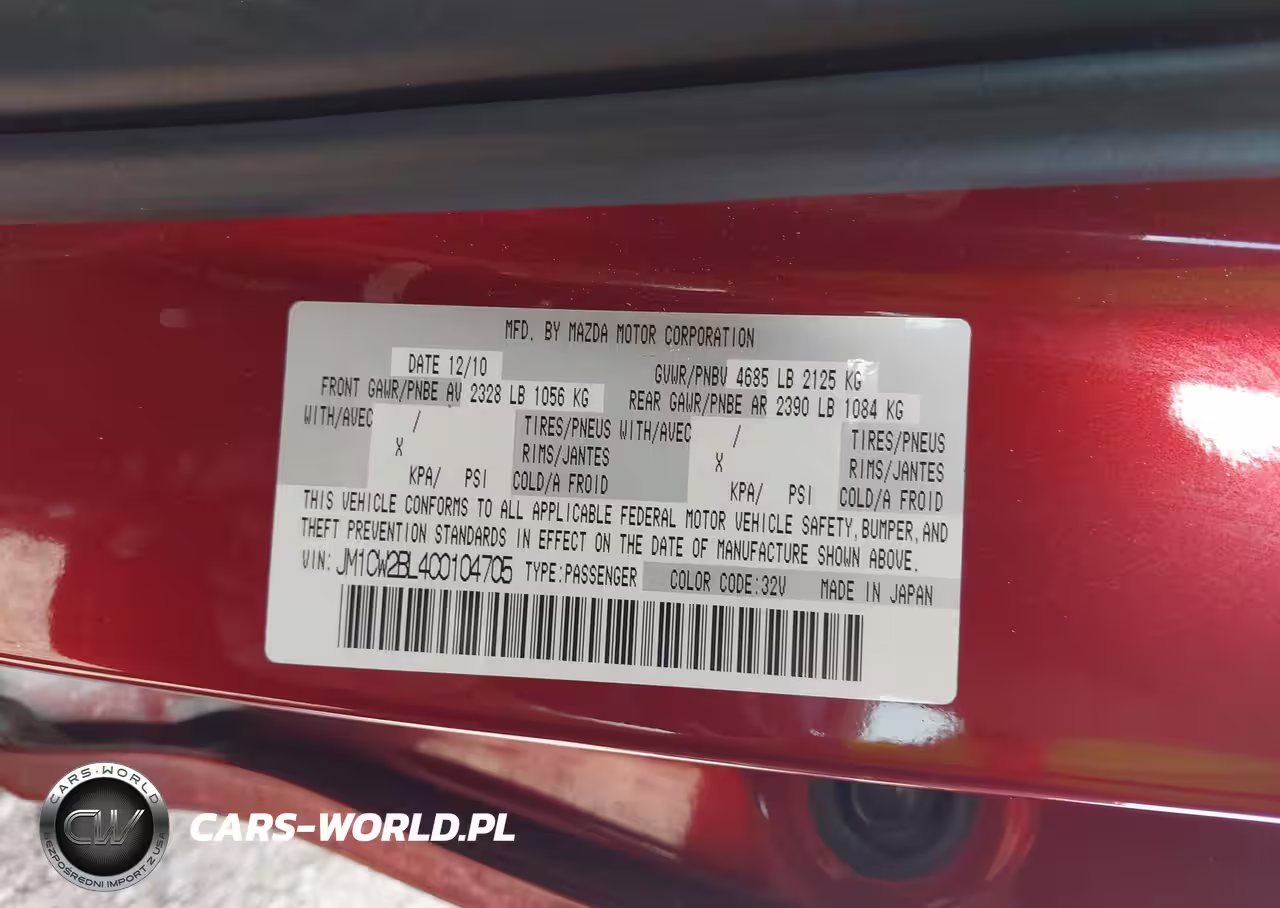 MFD. BY MAZDA MOTOR CORPORATION
DATE 12/10 GVWR/PNBV 4685 LB 2125 KG
FRONT GAWR/PNBE AV 2328 LB 1056 KG REAR GAWR/PNBE AR 2390 LB 1084 KG
WITH/AVEC / TIRES/PNEUS WITH/AVEC / TIRES/PNEUS
X RIMS/JANTES X RIMS/JANTES
KPA/ PSI COLD/A FROID KPA/ PSI COLD/A FROID
THIS VEHICLE CONFORMS TO ALL APPLICABLE FEDERAL MOTOR VEHICLE SAFETY, BUMPER, AND
THEFT PREVENTION STANDARDS IN EFFECT ON THE DATE OF MANUFACTURE SHOWN ABOVE.
VIN: JM1CW2BL4C0104705 TYPE:PASSENGER COLOR CODE:32V MADE IN JAPAN
CARS-WORLD
CW
BEZPOŚREDNI IMPORT Z USA
CARS-WORLD.PL